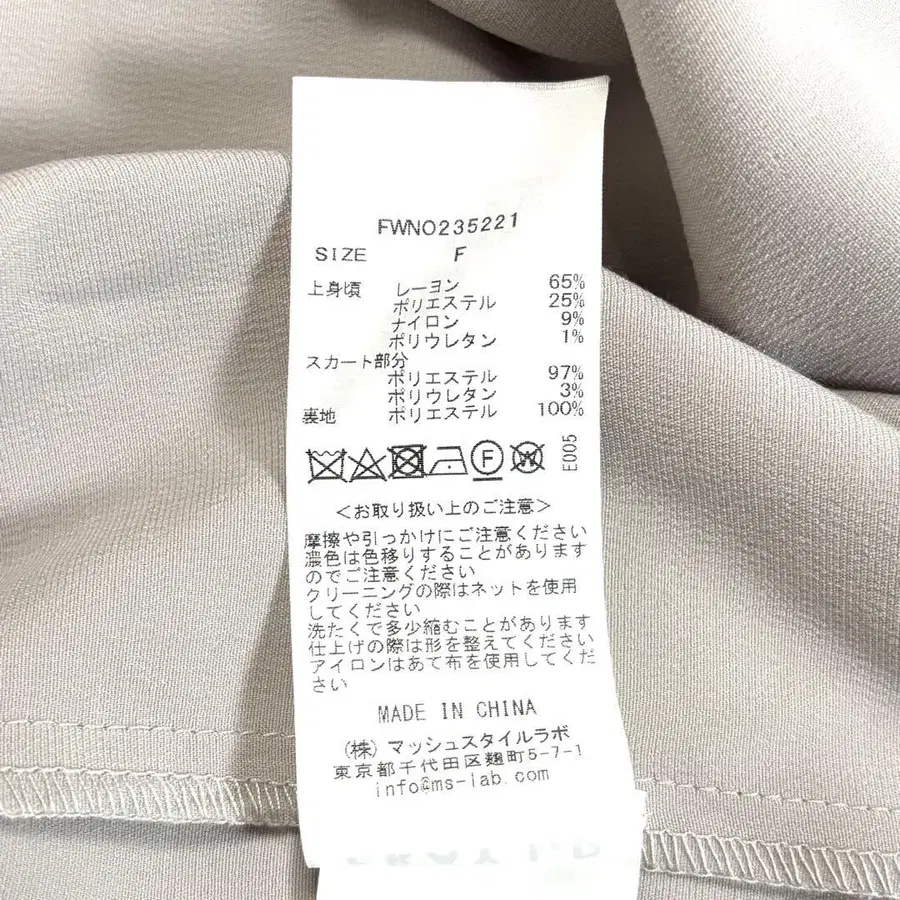 FWNO235221
SIZE F
上身頃 レーヨン 65%
ポリエステル 25%
ナイロン 9%
ポリウレタン 1%
スカート部分
ポリエステル 97%
ポリウレタン 3%
裏地 ポリエステル 100%
F W E005
＜お取り扱い上のご注意＞
摩擦や引っかけにご注意ください
濃色は色移りすることがあります
のでご注意ください
クリーニングの際はネットを使用
してください
洗たくで多少縮むことがあります
仕上げの際は形を整えてください
アイロンはあて布を使用してくだ
さい
MADE IN CHINA
(株) マッシュスタイルラボ
東京都千代田区麹町5-7-1
info@ms-lab.com